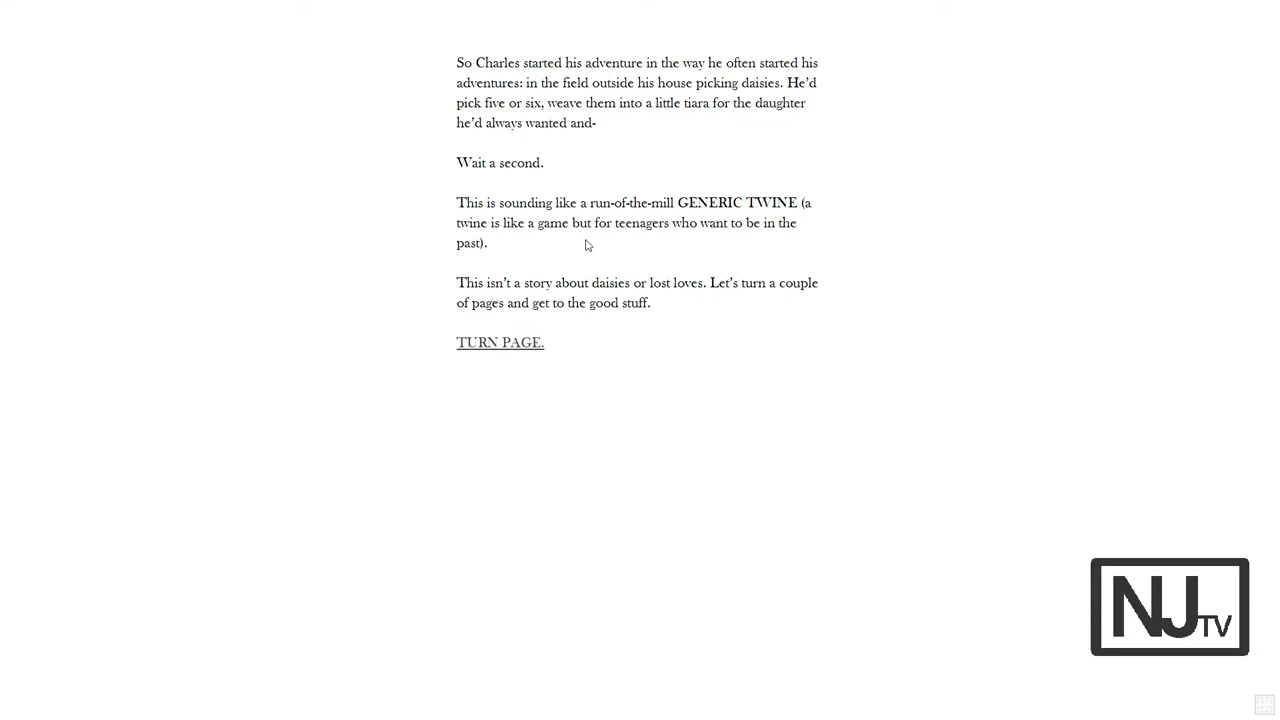 So Charles started his adventure in the way he often started his
adventures: in the field outside his house picking daisies. He’d
pick five or six, weave them into a little tiara for the daughter
he’d always wanted and-
Wait a second.
This is sounding like a run-of-the-mill GENERIC TWINE (a
twine is like a game but for teenagers who want to be in the
past).
This isn’t a story about daisies or lost loves. Let’s turn a couple
of pages and get to the good stuff.
TURN PAGE.
NJTV